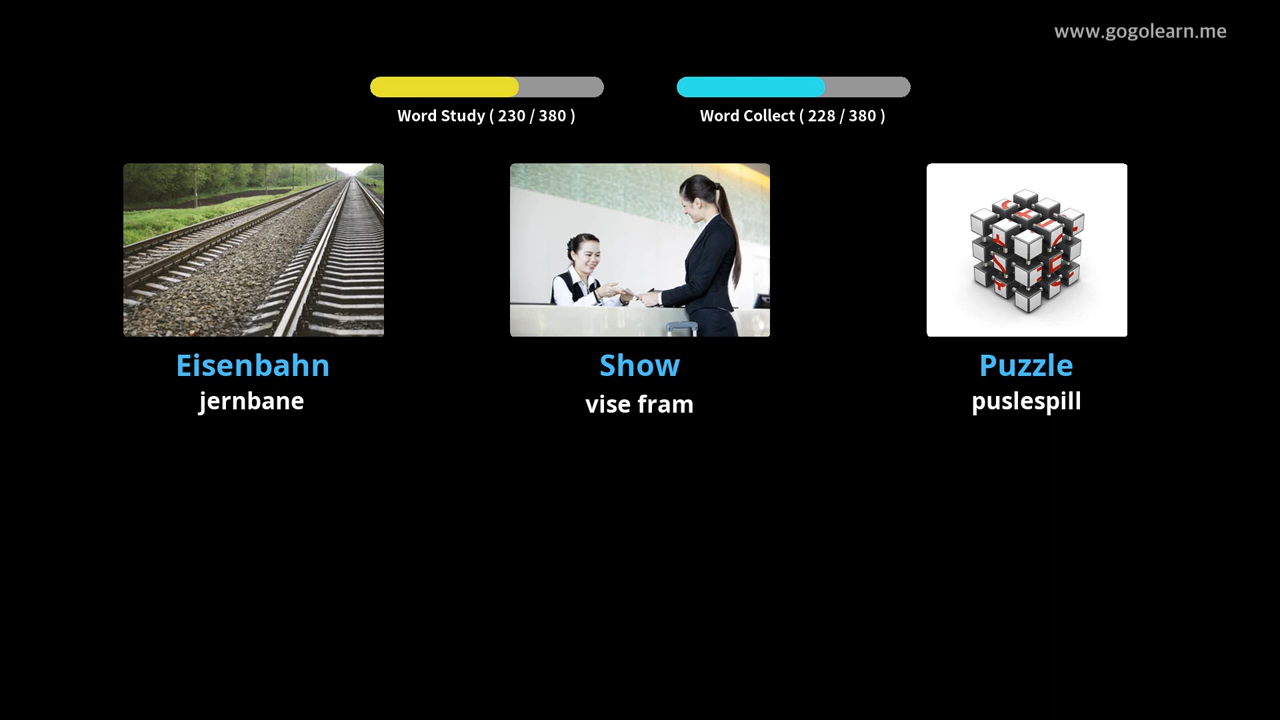 www.gogolearn.me
Word Study ( 230 / 380 )
Word Collect ( 228 / 380 )
Eisenbahn
jernbane
Show
vise fram
Puzzle
puslespill